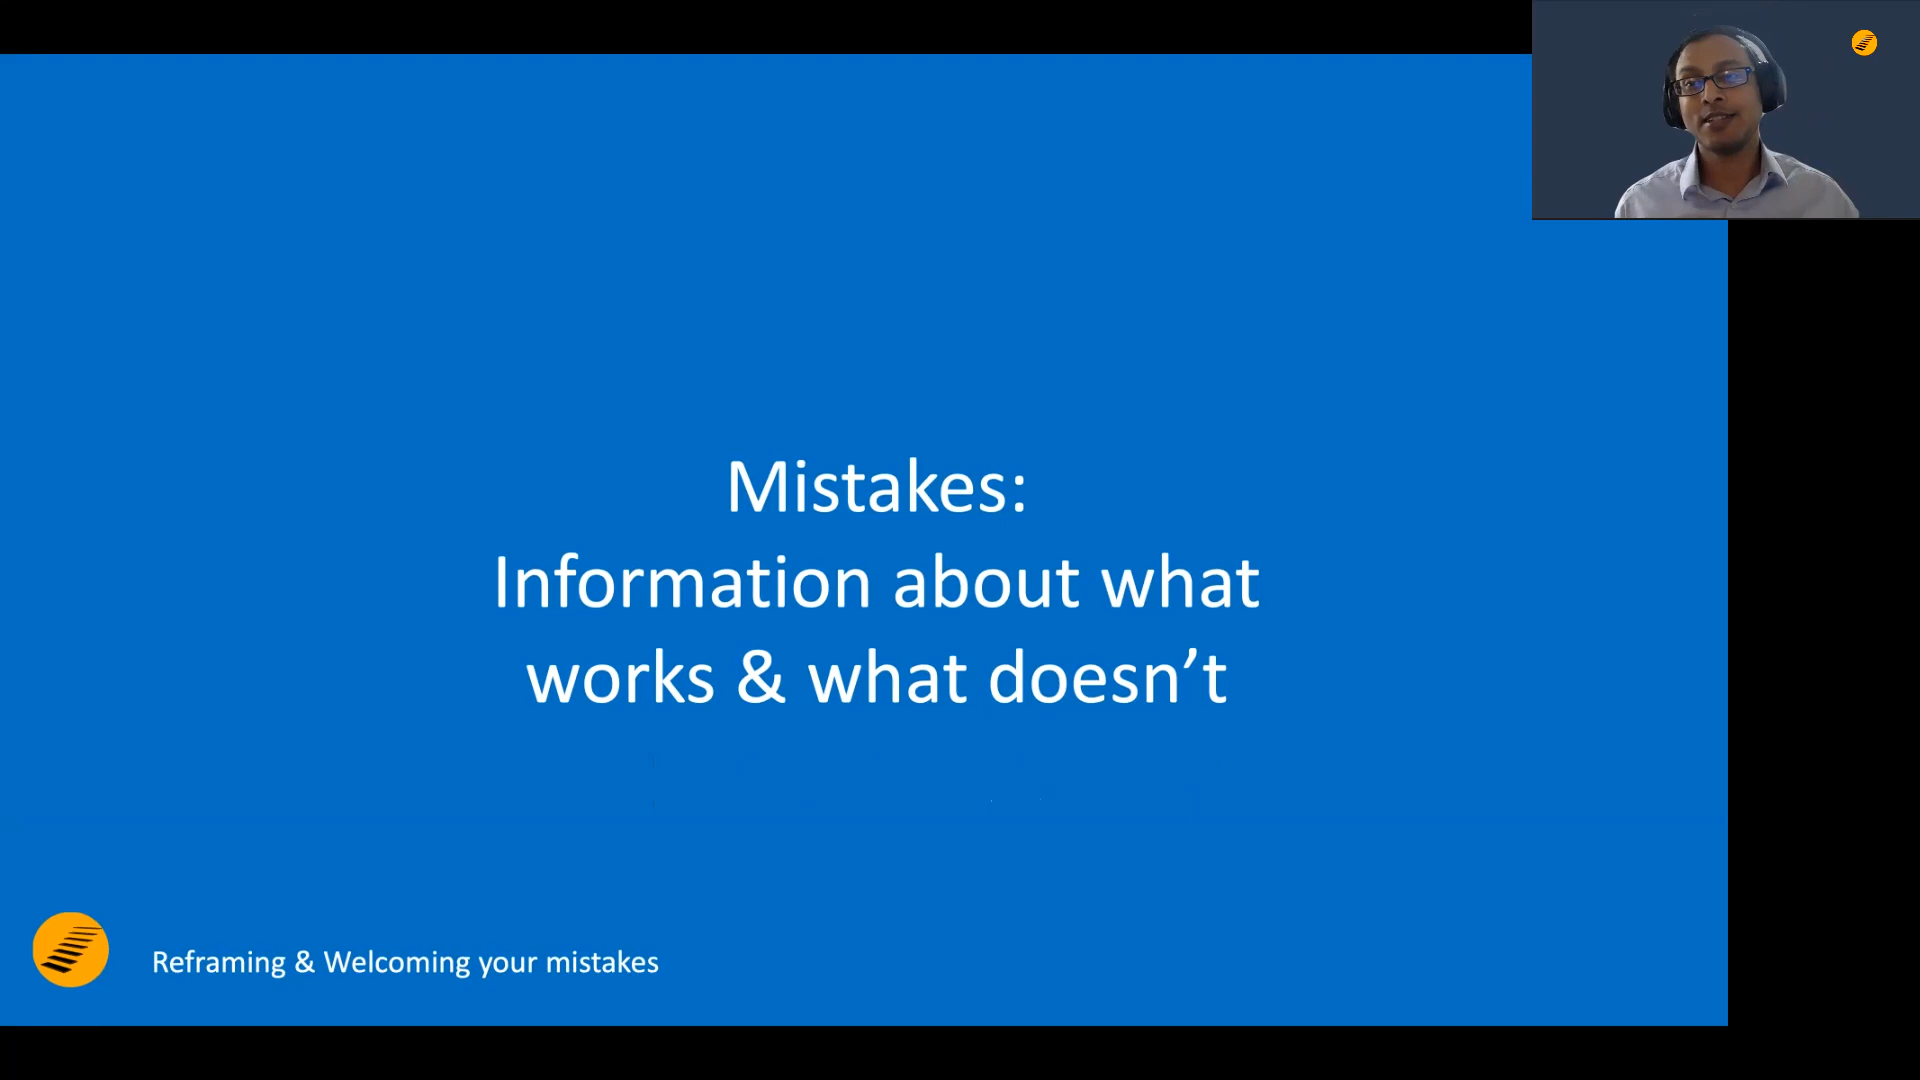 Mistakes:
Information about what
works & what doesn’t
Reframing & Welcoming your mistakes